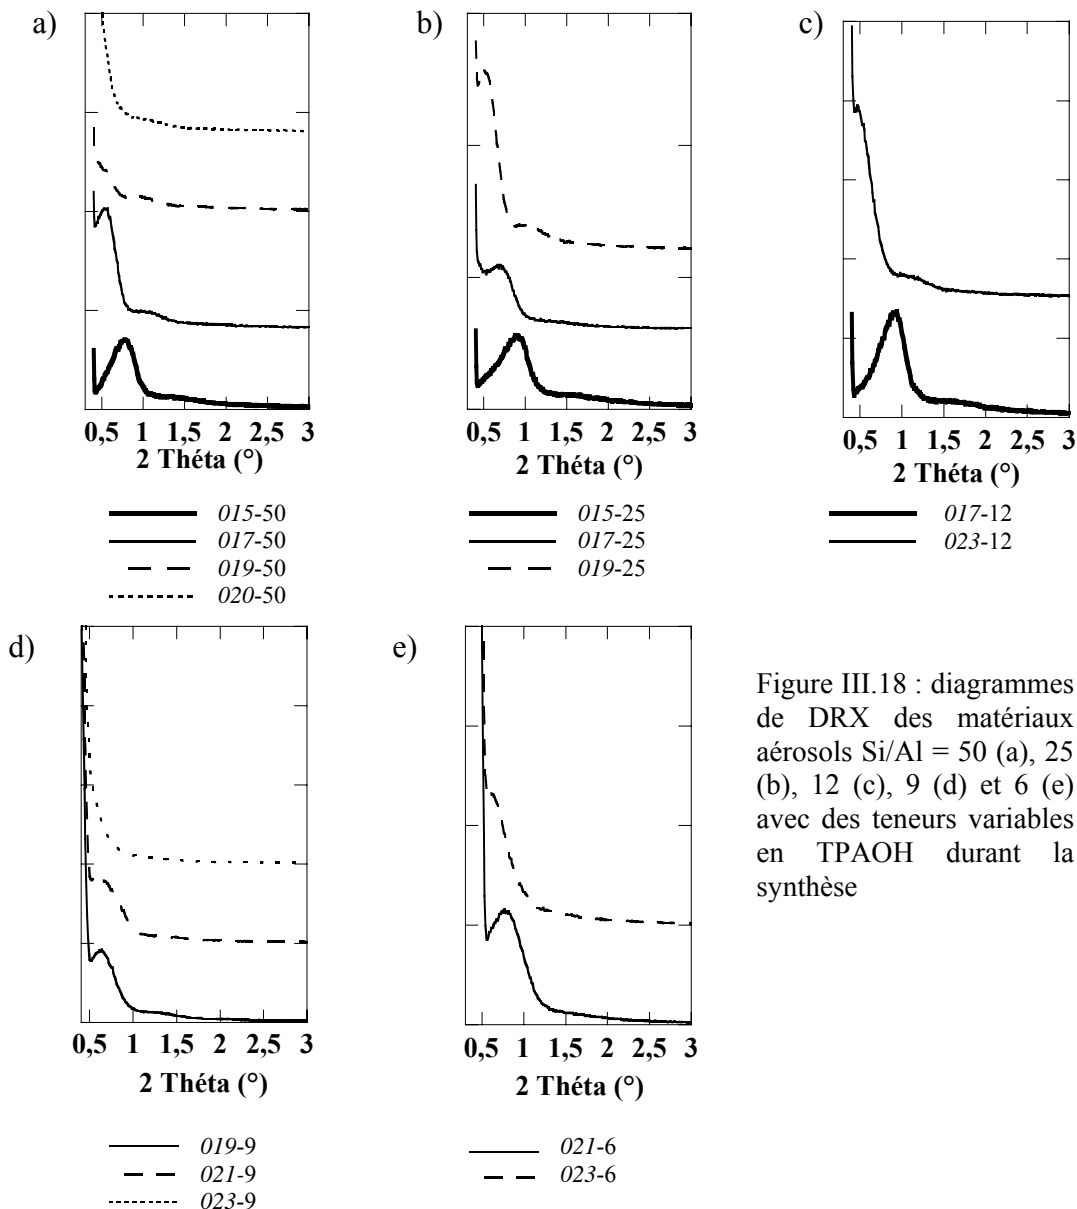 a)
0,5 1 1,5 2 2,5 3
2 Théta (°)
015-50
017-50
019-50
020-50
b)
0,5 1 1,5 2 2,5 3
2 Théta (°)
015-25
017-25
019-25
c)
0,5 1 1,5 2 2,5 3
2 Théta (°)
017-12
023-12
d)
0,5 1 1,5 2 2,5 3
2 Théta (°)
019-9
021-9
023-9
e)
0,5 1 1,5 2 2,5 3
2 Théta (°)
021-6
023-6
Figure III.18 : diagrammes
de DRX des matériaux
aérosols Si/Al = 50 (a), 25
(b), 12 (c), 9 (d) et 6 (e)
avec des teneurs variables
en TPAOH durant la
synthèse